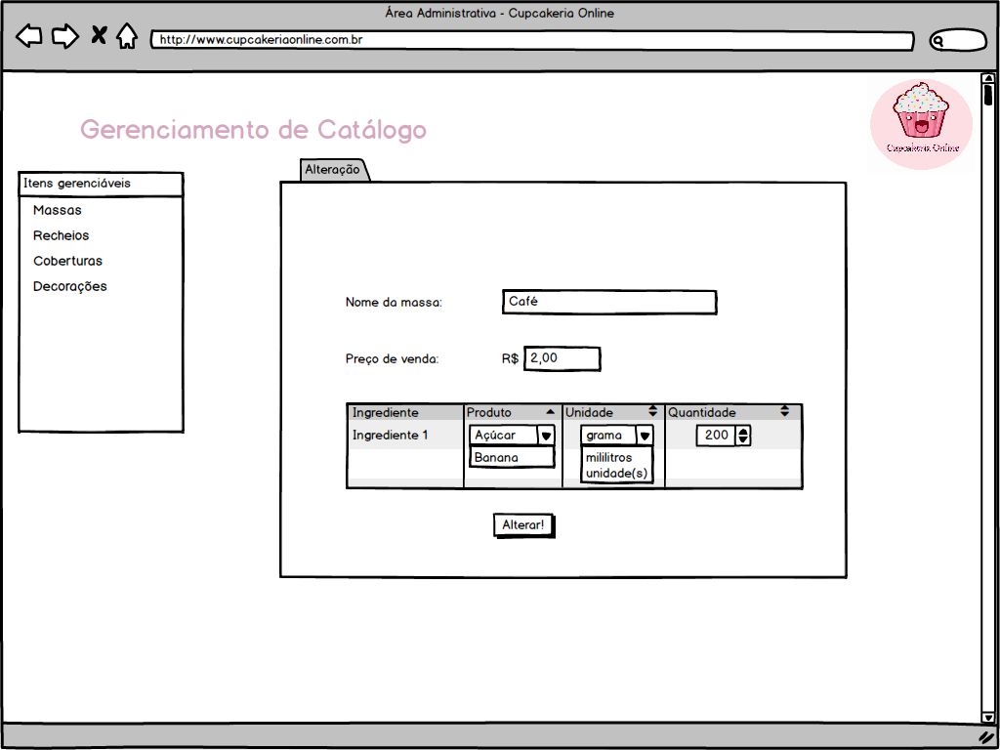 Área Administrativa - Cupcakeria Online
http://www.cupcakeriaonline.com.br
Cupcakeria Online
Gerenciamento de Catálogo
Itens gerenciáveis
Massas
Recheios
Coberturas
Decorações
Alteração
Nome da massa: Café
Preço de venda: R$ 2,00
Ingrediente Produto Unidade Quantidade
Ingrediente 1 Açúcar grama 200
Banana mililitros
unidade(s)
Alterar!